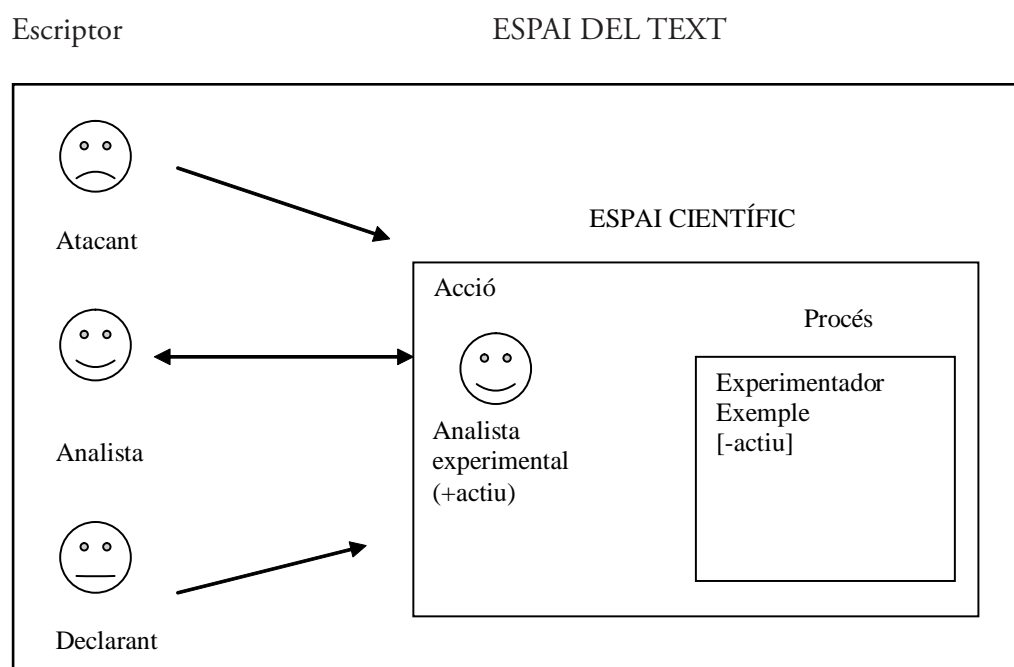 Escriptor ESPAI DEL TEXT
Atacant
ESPAI CIENTÍFIC
Acció
Procés
Analista
Analista
experimental
(+actiu)
Experimentador
Exemple
[-actiu]
Declarant